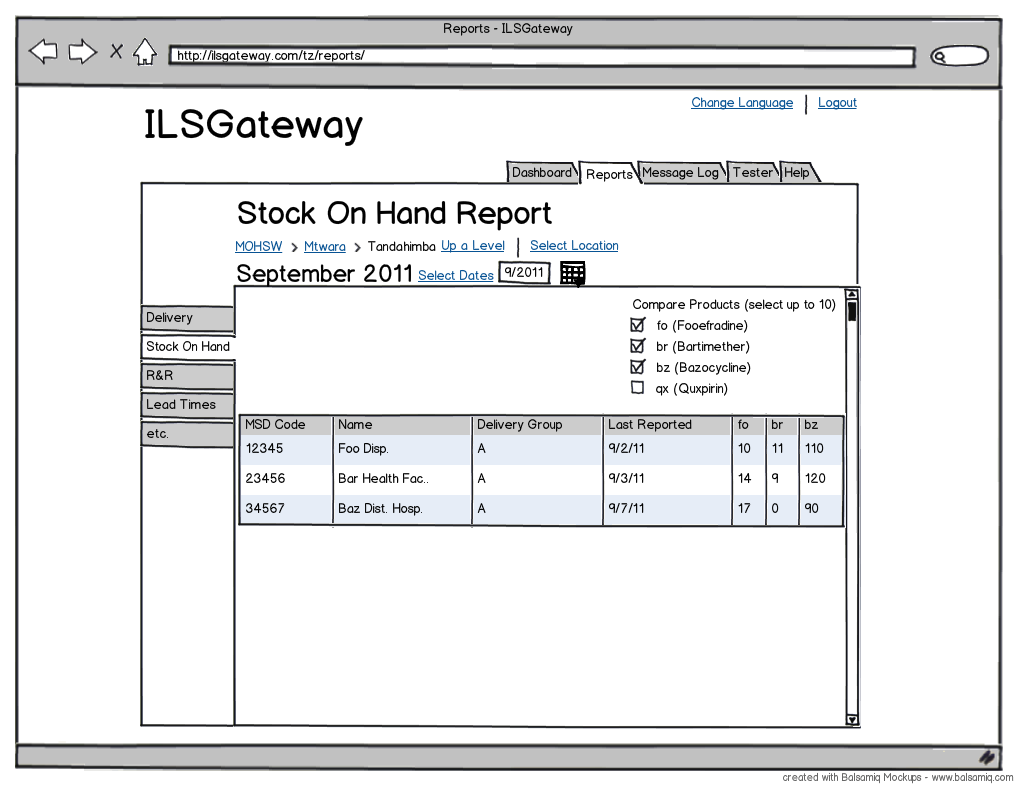 Reports - ILSGateway
X
http://ilsgateway.com/tz/reports/
Change Language | Logout
ILSGateway
Dashboard Reports Message Log Tester Help
Stock On Hand Report
MOHSW > Mtwara > Tandahimba Up a Level | Select Location
September 2011 Select Dates 9/2011
Delivery
Stock On Hand
R&R
Lead Times
etc.
Compare Products (select up to 10)
fo (Fooefradine)
br (Bartimether)
bz (Bazocycline)
qx (Quxpirin)
MSD Code Name Delivery Group Last Reported fo br bz
12345 Foo Disp. A 9/2/11 10 11 110
23456 Bar Health Fac.. A 9/3/11 14 9 120
34567 Baz Dist. Hosp. A 9/7/11 17 0 90
created with Balsamiq Mockups - www.balsamiq.com